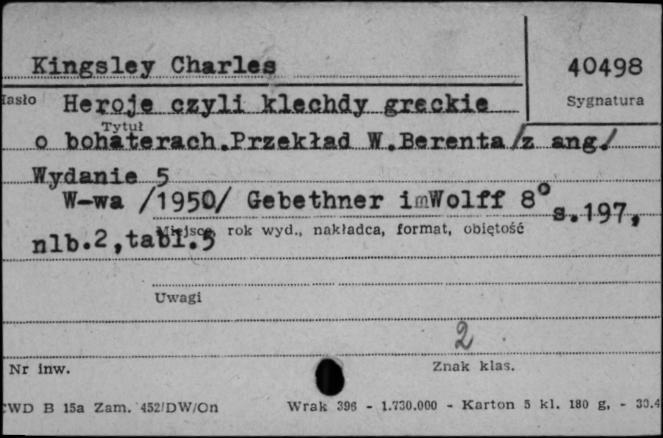 Kingsley Charles
40498
Hasło
Heroje czyli klechdy greckie
Sygnatura
Tytuł
o bohaterach.Przekład W.Berenta/z ang./
Wydanie 5
W-wa /1950/ Gebethner i Wolff 8° s.197,
Miejsce, rok wyd., nakładca, format, objętość
nlb.2,tabl.5
Uwagi
2
Nr inw.
Znak klas.
CWD B 15a Zam. 452/DW/On
Wrak 396 - 1.730.000 - Karton 5 kl. 180 g. - 30.4